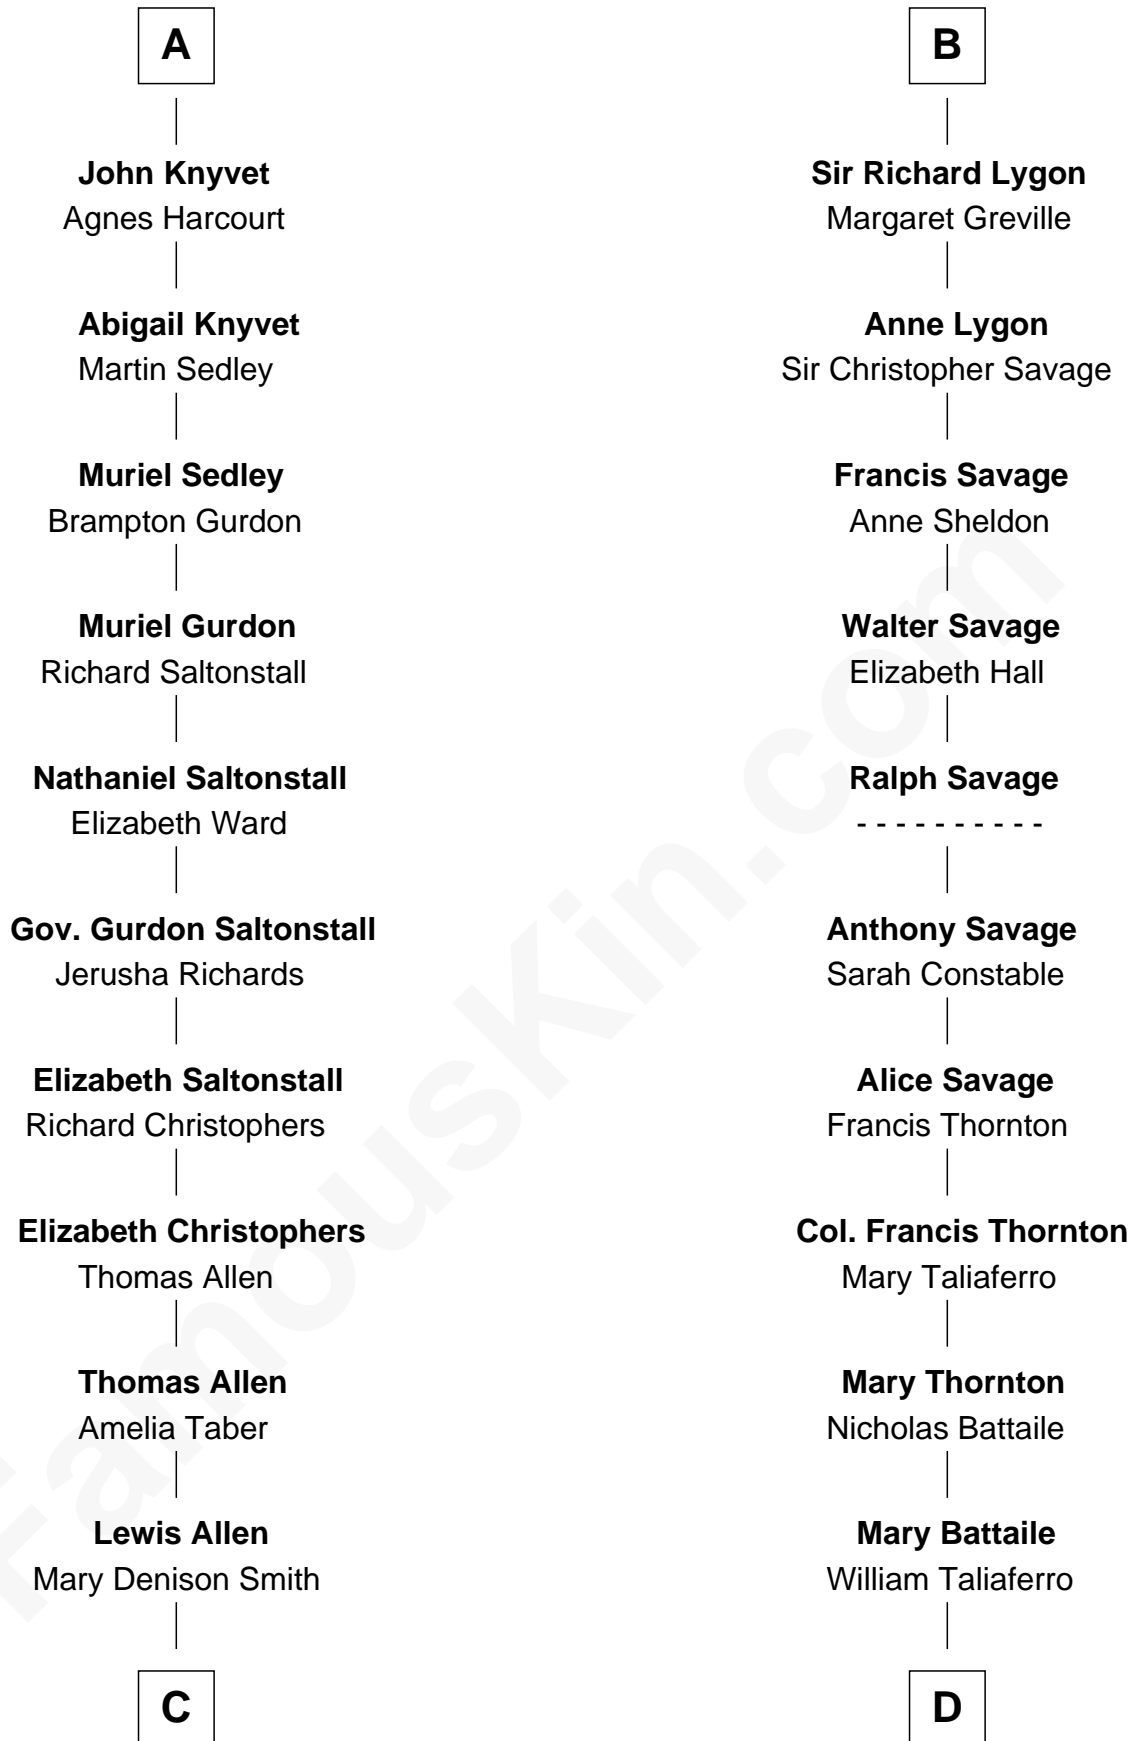 A
John Knyvet
Agnes Harcourt
Abigail Knyvet
Martin Sedley
Muriel Sedley
Brampton Gurdon
Muriel Gurdon
Richard Saltonstall
Nathaniel Saltonstall
Elizabeth Ward
Gov. Gurdon Saltonstall
Jerusha Richards
Elizabeth Saltonstall
Richard Christophers
Elizabeth Christophers
Thomas Allen
Thomas Allen
Amelia Taber
Lewis Allen
Mary Denison Smith
C
B
Sir Richard Lygon
Margaret Greville
Anne Lygon
Sir Christopher Savage
Francis Savage
Anne Sheldon
Walter Savage
Elizabeth Hall
Ralph Savage
- - - - - - - - - -
Anthony Savage
Sarah Constable
Alice Savage
Francis Thornton
Col. Francis Thornton
Mary Taliaferro
Mary Thornton
Nicholas Battaile
Mary Battaile
William Taliaferro
D
FamousKin.com